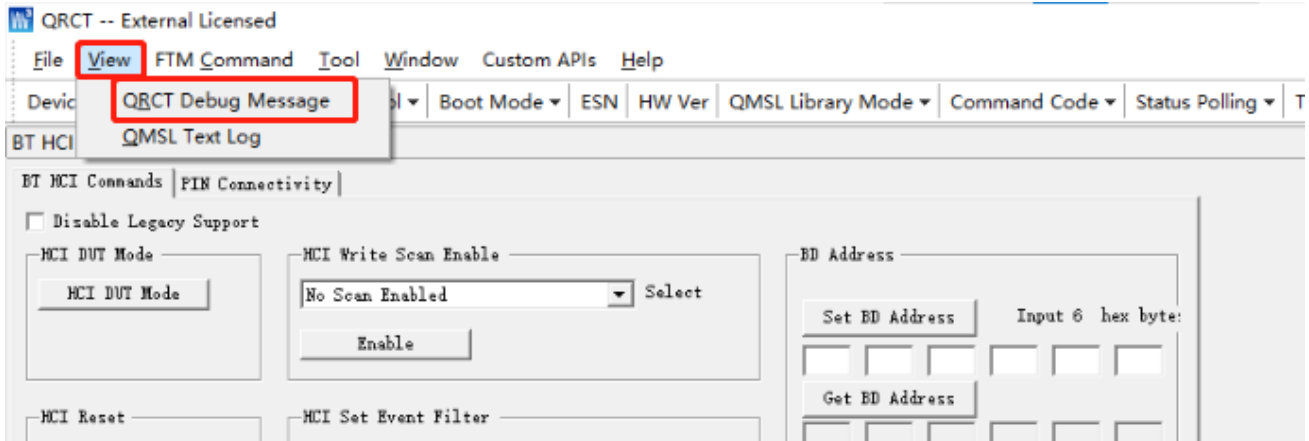 QRCT -- External Licensed
File View FTM Command Tool Window Custom APIs Help
Devic QRCT Debug Message ol Boot Mode ESN HW Ver QMSL Library Mode Command Code Status Polling T
BT HCI QMSL Text Log
BT HCI Commands PIN Connectivity
Disable Legacy Support
HCI DUT Mode HCI Write Scan Enable BD Address
HCI DUT Mode No Scan Enabled Select
Set BD Address Input 6 hex bytes
Enable
Get BD Address
HCI Reset HCI Set Event Filter